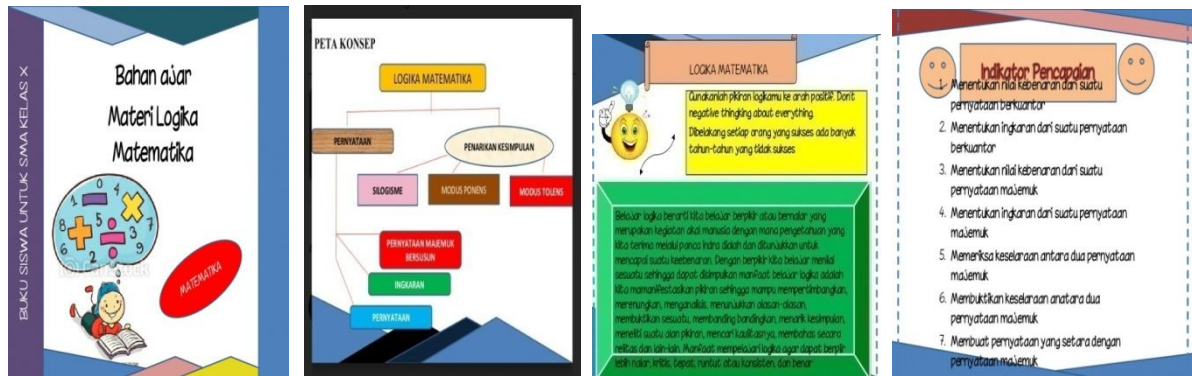 BUKU SISWA UNTUK SMA KELAS X
Bahan ajar
Materi Logika
Matematika
MATEMATIKA
PETA KONSEP
LOGIKA MATEMATIKA
PERNYATAAN
PENARIKAN KESIMPULAN
SILOGISME
MODUS PONENS
MODUS TOLENS
PERNYATAAN MAJEMUK
BERSUSUN
INGKARAN
PERNYATAAN
LOGIKA MATEMATIKA
Gunakanlah pikiran logikamu ke arah positif. Don't
negative thingking about everything.
Dibelakang setiap orang yang sukses ada banyak
tahun-tahun yang tidak sukses
Belajar logika berarti kita belajar berpikir atau bernalar yang
merupakan kegiatan akal manusia dengan mana pengetahuan yang
kita terima melalui panca indra diolah dan ditunjukkan untuk
mencapai suatu keebenaran. Dengan berpikir kita belajar menilai
sesuatu sehingga dapat disimpulkan manfaat belajar logika adalah
kita mamanifestasikan pikiran sehingga mampu mempertimbangkan,
merenungkan, menganalisis, menunjukkan alasan-alasan,
membuktikan sesuatu, membanding bandingkan, menarik kesimpulan,
meneliti suatu jalan pikiran, mencari kaulitasnya, membahas secara
relitas dan lain-lain. Manfaat mempelajari logika agar dapat berpikir
lebih nalar, kritis, tepat, runtut atau konsisten, dan benar
Indikator Pencapaian
1. Menentukan nilai kebenaran dari suatu
pernyataan berkuantor
2. Menentukan ingkaran dari suatu pernyataan
berkuantor
3. Menentukan nilai kebenaran dari suatu
pernyataan majemuk
4. Menentukan ingkaran dari suatu pernyataan
majemuk
5. Memeriksa keselaraan antara dua pernyataan
majemuk
6. Membuktikan keselaraan anatara dua
pernyataan majemuk
7. Membuat pernyataan yang setara dengan
pernyataan majemuk